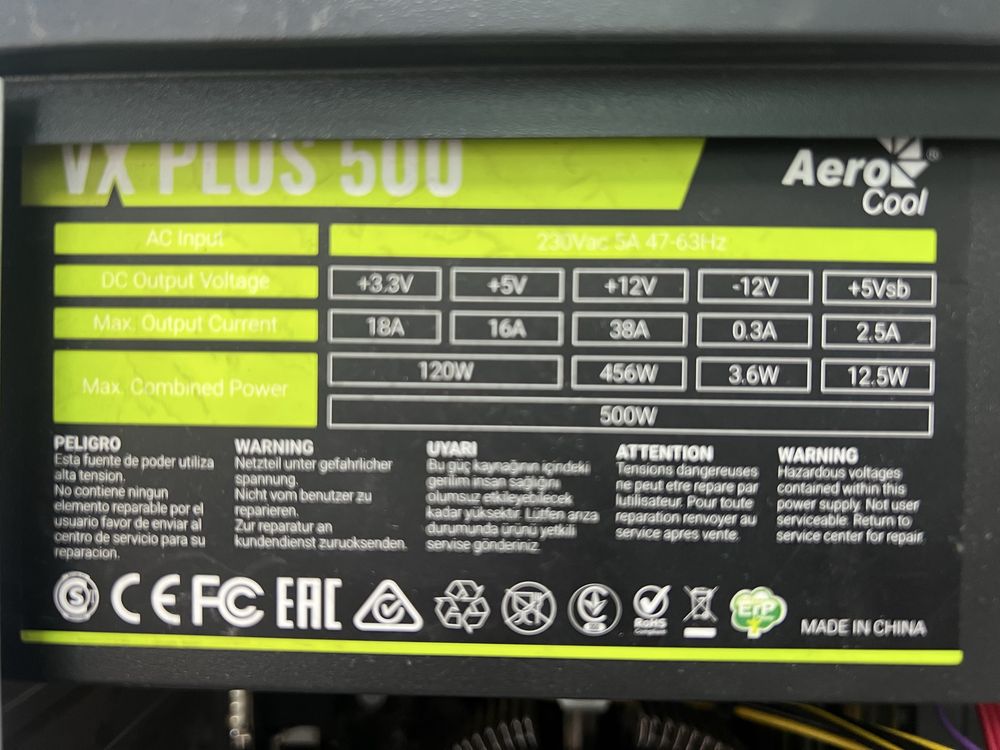 VX PLUS 500
AeroCool®
AC Input 230Vac 5A 47-63Hz
DC Output Voltage +3.3V +5V +12V -12V +5Vsb
Max. Output Current 18A 16A 38A 0.3A 2.5A
Max. Combined Power 120W 456W 3.6W 12.5W
500W
PELIGRO
Esta fuente de poder utiliza
alta tension.
No contiene ningun
elemento reparable por el
usuario favor de enviar al
centro de servicio para su
reparacion.
WARNING
Netzteil unter gefahrlicher
spannung.
Nicht vom benutzer zu
reparieren.
Zur reparatur an
kundendienst zurucksenden.
UYARI
Bu güç kaynağının içindeki
gerilim insan sağlığını
olumsuz etkileyebilecek
kadar yüksektir. Lütfen arıza
durumunda ürünü yetkili
servise gönderiniz.
ATTENTION
Tensions dangereuses
ne peut etre repare par
lutilisateur. Pour toute
reparation renvoyer au
service apres vente.
WARNING
Hazardous voltages
contained within this
power supply. Not user
serviceable. Return to
service center for repair.
S CE FC EAC RoHS Compliant ErP MADE IN CHINA